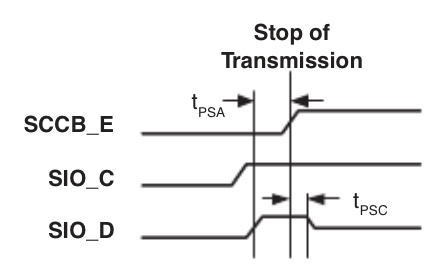 Stop of
Transmission
tPSA
SCCB_E
SIO_C
tPSC
SIO_D